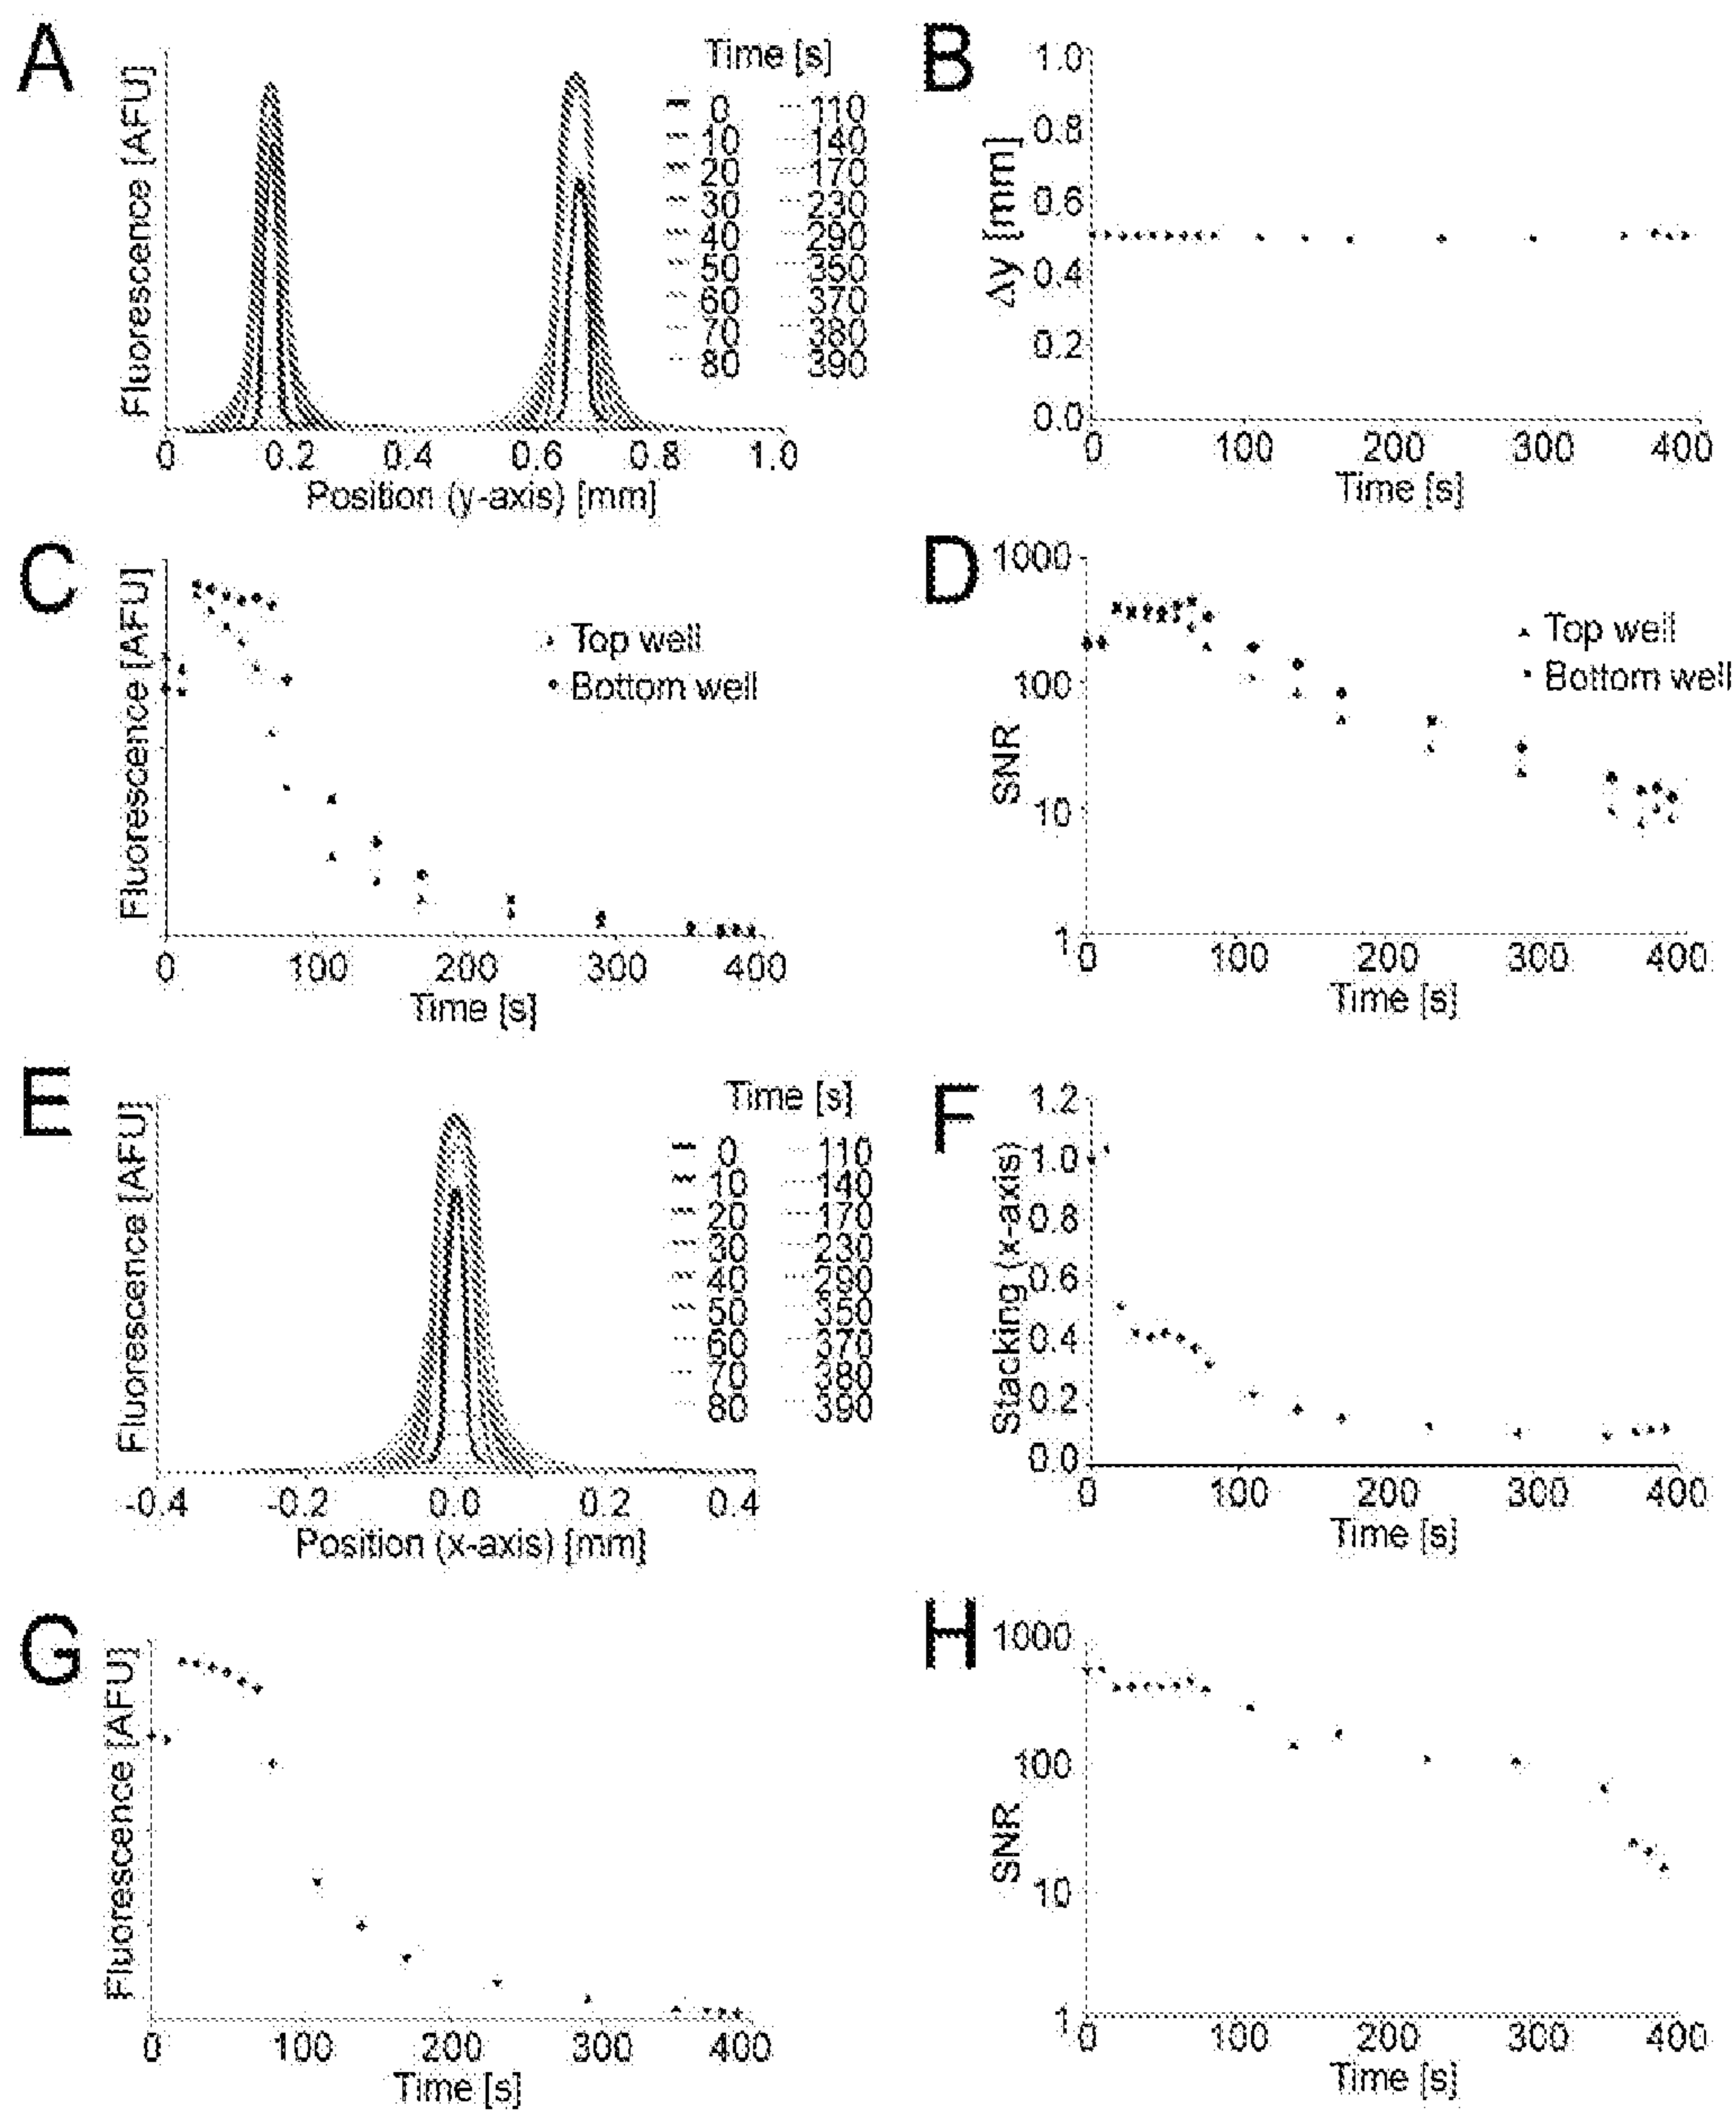 A
Fluorescence [AFU]
0 0.2 0.4 0.6 0.8 1.0
Position (y-axis) [mm]
Time [s]
0 110
10 140
20 170
30 230
40 290
50 350
60 370
70 380
80 390
B
Δy [mm]
1.0
0.8
0.6
0.4
0.2
0.0
0 100 200 300 400
Time [s]
C
Fluorescence [AFU]
Top well
Bottom well
0 100 200 300 400
Time [s]
D
SNR
1000
100
10
1
Top well
Bottom well
0 100 200 300 400
Time [s]
E
Fluorescence [AFU]
-0.4 -0.2 0.0 0.2 0.4
Position (x-axis) [mm]
Time [s]
0 110
10 140
20 170
30 230
40 290
50 350
60 370
70 380
80 390
F
Stacking (x-axis)
1.2
1.0
0.8
0.6
0.4
0.2
0.0
0 100 200 300 400
Time [s]
G
Fluorescence [AFU]
0 100 200 300 400
Time [s]
H
SNR
1000
100
10
1
0 100 200 300 400
Time [s]